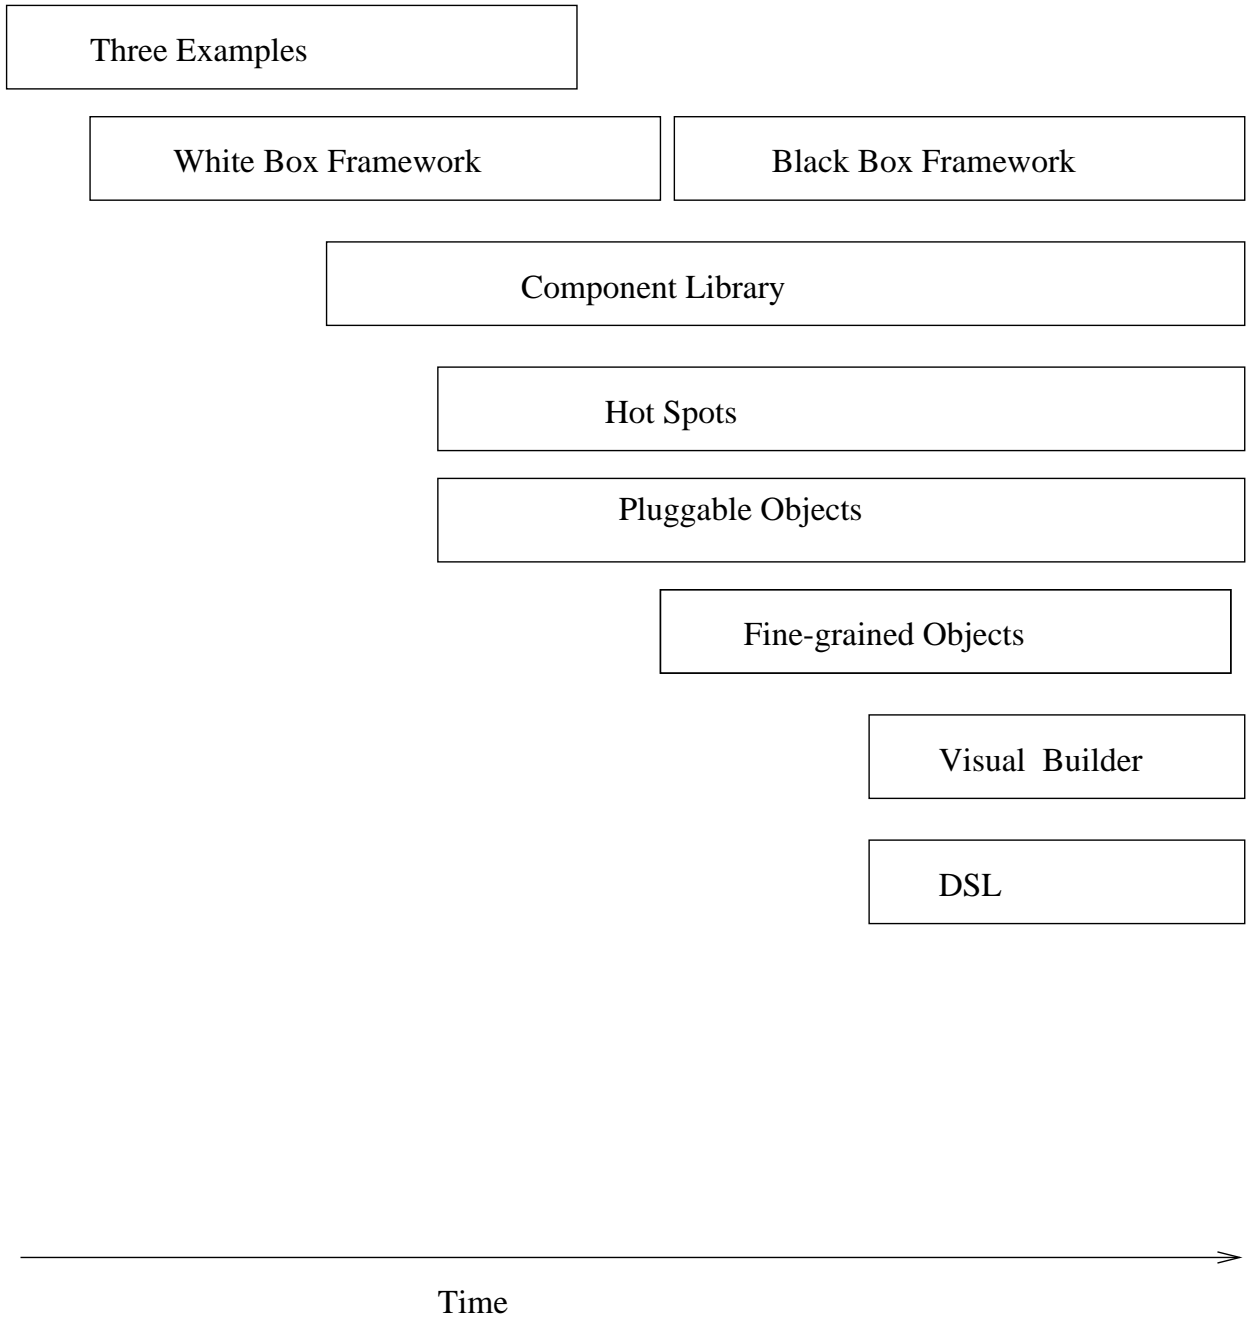 Three Examples
White Box Framework
Black Box Framework
Component Library
Hot Spots
Pluggable Objects
Fine-grained Objects
Visual Builder
DSL
Time